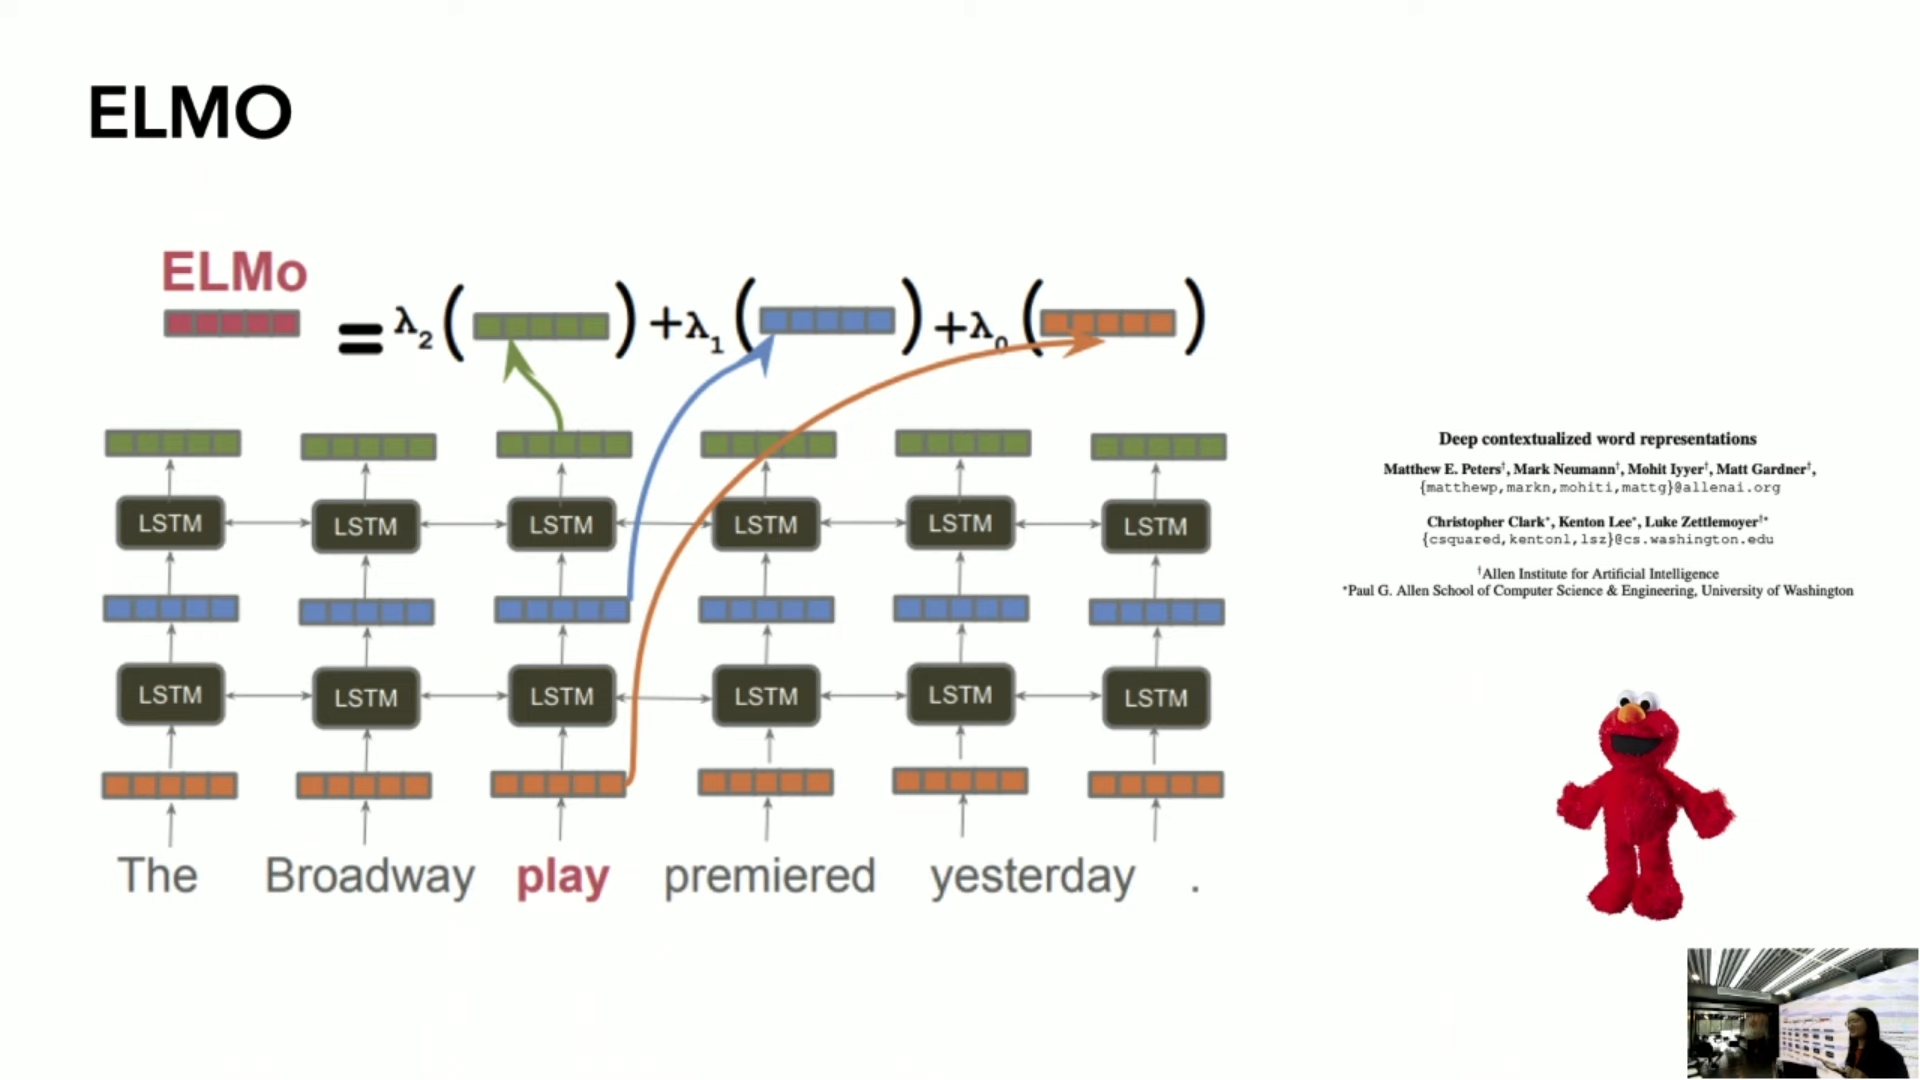 ELMO
ELMo
= λ2 ( ) +λ1 ( ) +λ0 ( )
LSTM LSTM LSTM LSTM LSTM LSTM
LSTM LSTM LSTM LSTM LSTM LSTM
The Broadway play premiered yesterday .
Deep contextualized word representations
Matthew E. Peters†, Mark Neumann†, Mohit Iyyer†, Matt Gardner†,
{matthewp,markn,mohiti,mattg}@allenai.org
Christopher Clark*, Kenton Lee*, Luke Zettlemoyer†*
{csquared,kentonl,lsz}@cs.washington.edu
†Allen Institute for Artificial Intelligence
*Paul G. Allen School of Computer Science & Engineering, University of Washington